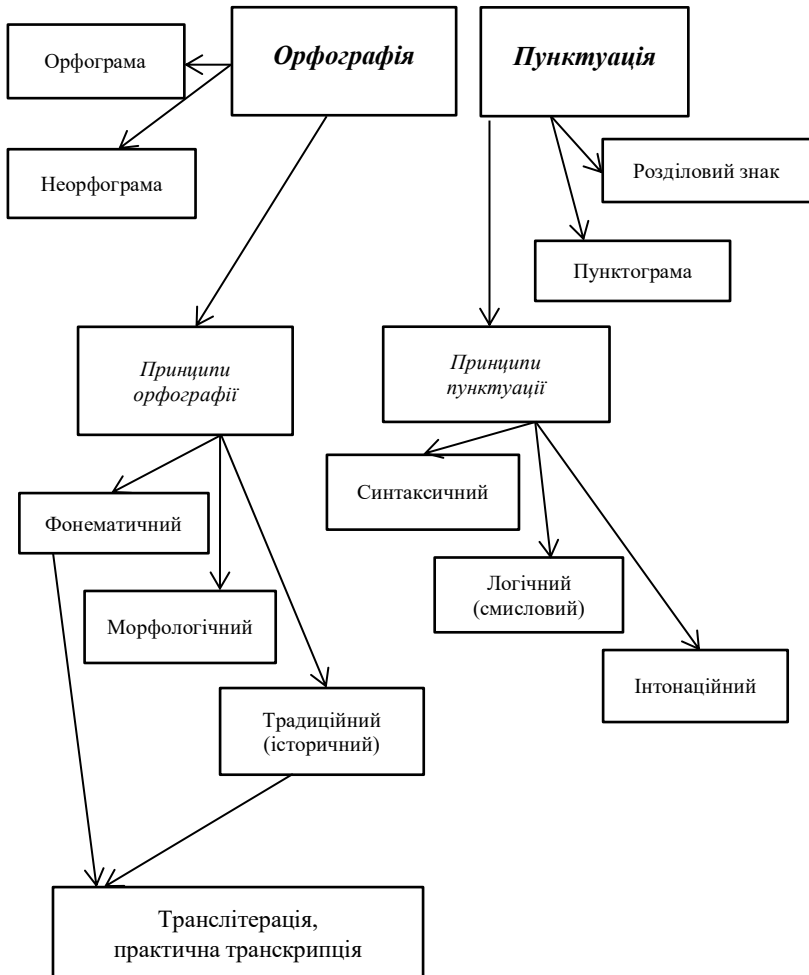 Орфографія
Пунктуація
Орфограма
Неорфограма
Розділовий знак
Пунктограма
Принципи
орфографії
Принципи
пунктуації
Фонематичний
Синтаксичний
Морфологічний
Логічний
(смисловий)
Традиційний
(історичний)
Інтонаційний
Транслітерація,
практична транскрипція